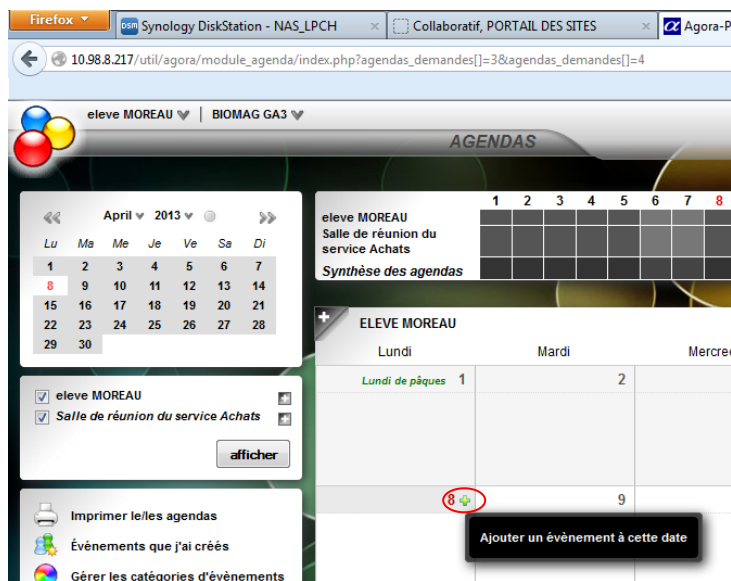 Firefox
DSM Synology DiskStation - NAS_LPCH × Collaboratif, PORTAIL DES SITES × Agora-P
10.98.8.217/util/agora/module_agenda/index.php?agendas_demandes[]=3&agendas_demandes[]=4
eleve MOREAU | BIOMAG GA3
AGENDAS
April 2013
Lu Ma Me Je Ve Sa Di
1 2 3 4 5 6 7
8 9 10 11 12 13 14
15 16 17 18 19 20 21
22 23 24 25 26 27 28
29 30
eleve MOREAU
Salle de réunion du service Achats
afficher
Imprimer le/les agendas
Événements que j'ai créés
Gérer les catégories d'évènements
1 2 3 4 5 6 7 8
eleve MOREAU
Salle de réunion du
service Achats
Synthèse des agendas
ELEVE MOREAU
Lundi Mardi Mercred
Lundi de pâques 1 2
8 9
Ajouter un évènement à cette date